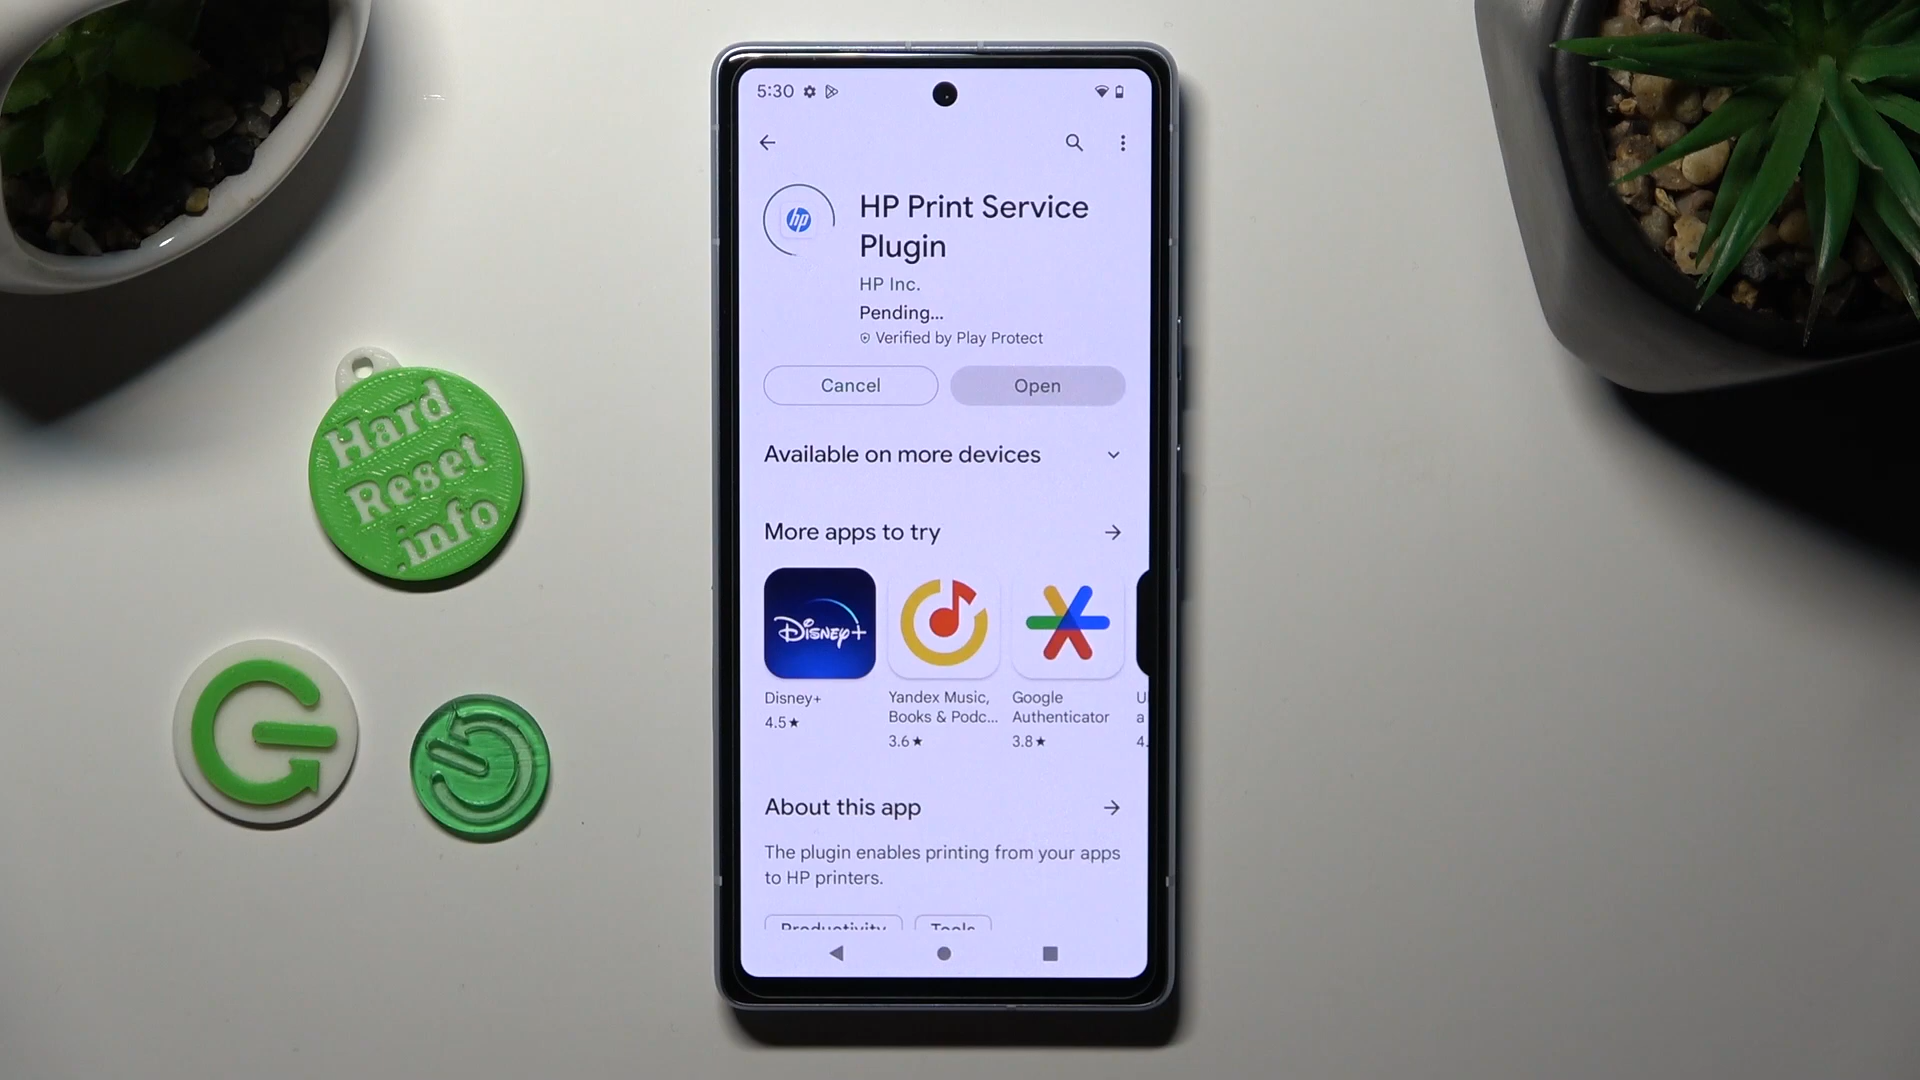 5:30
hp
HP Print Service
Plugin
HP Inc.
Pending...
Verified by Play Protect
Cancel
Open
Available on more devices
More apps to try
Disney+
Disney+
4.5★
Yandex Music,
Books & Podc...
3.6★
Google
Authenticator
3.8★
U
a
4.
About this app
The plugin enables printing from your apps
to HP printers.
Productivity
Tools
Hard
Reset
.info